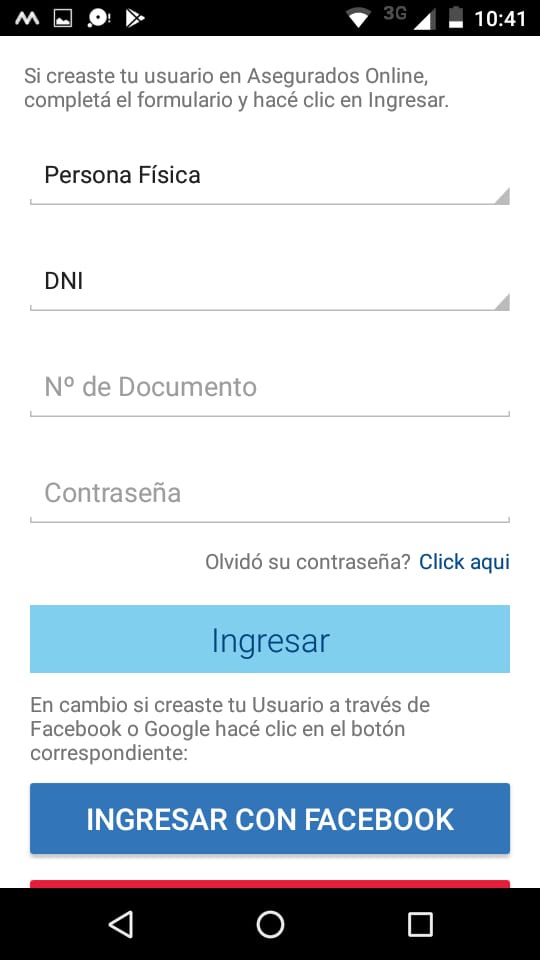 3G 10:41
Si creaste tu usuario en Asegurados Online,
completá el formulario y hacé clic en Ingresar.
Persona Física
DNI
Nº de Documento
Contraseña
Olvidó su contraseña? Click aqui
Ingresar
En cambio si creaste tu Usuario a través de
Facebook o Google hacé clic en el botón
correspondiente:
INGRESAR CON FACEBOOK